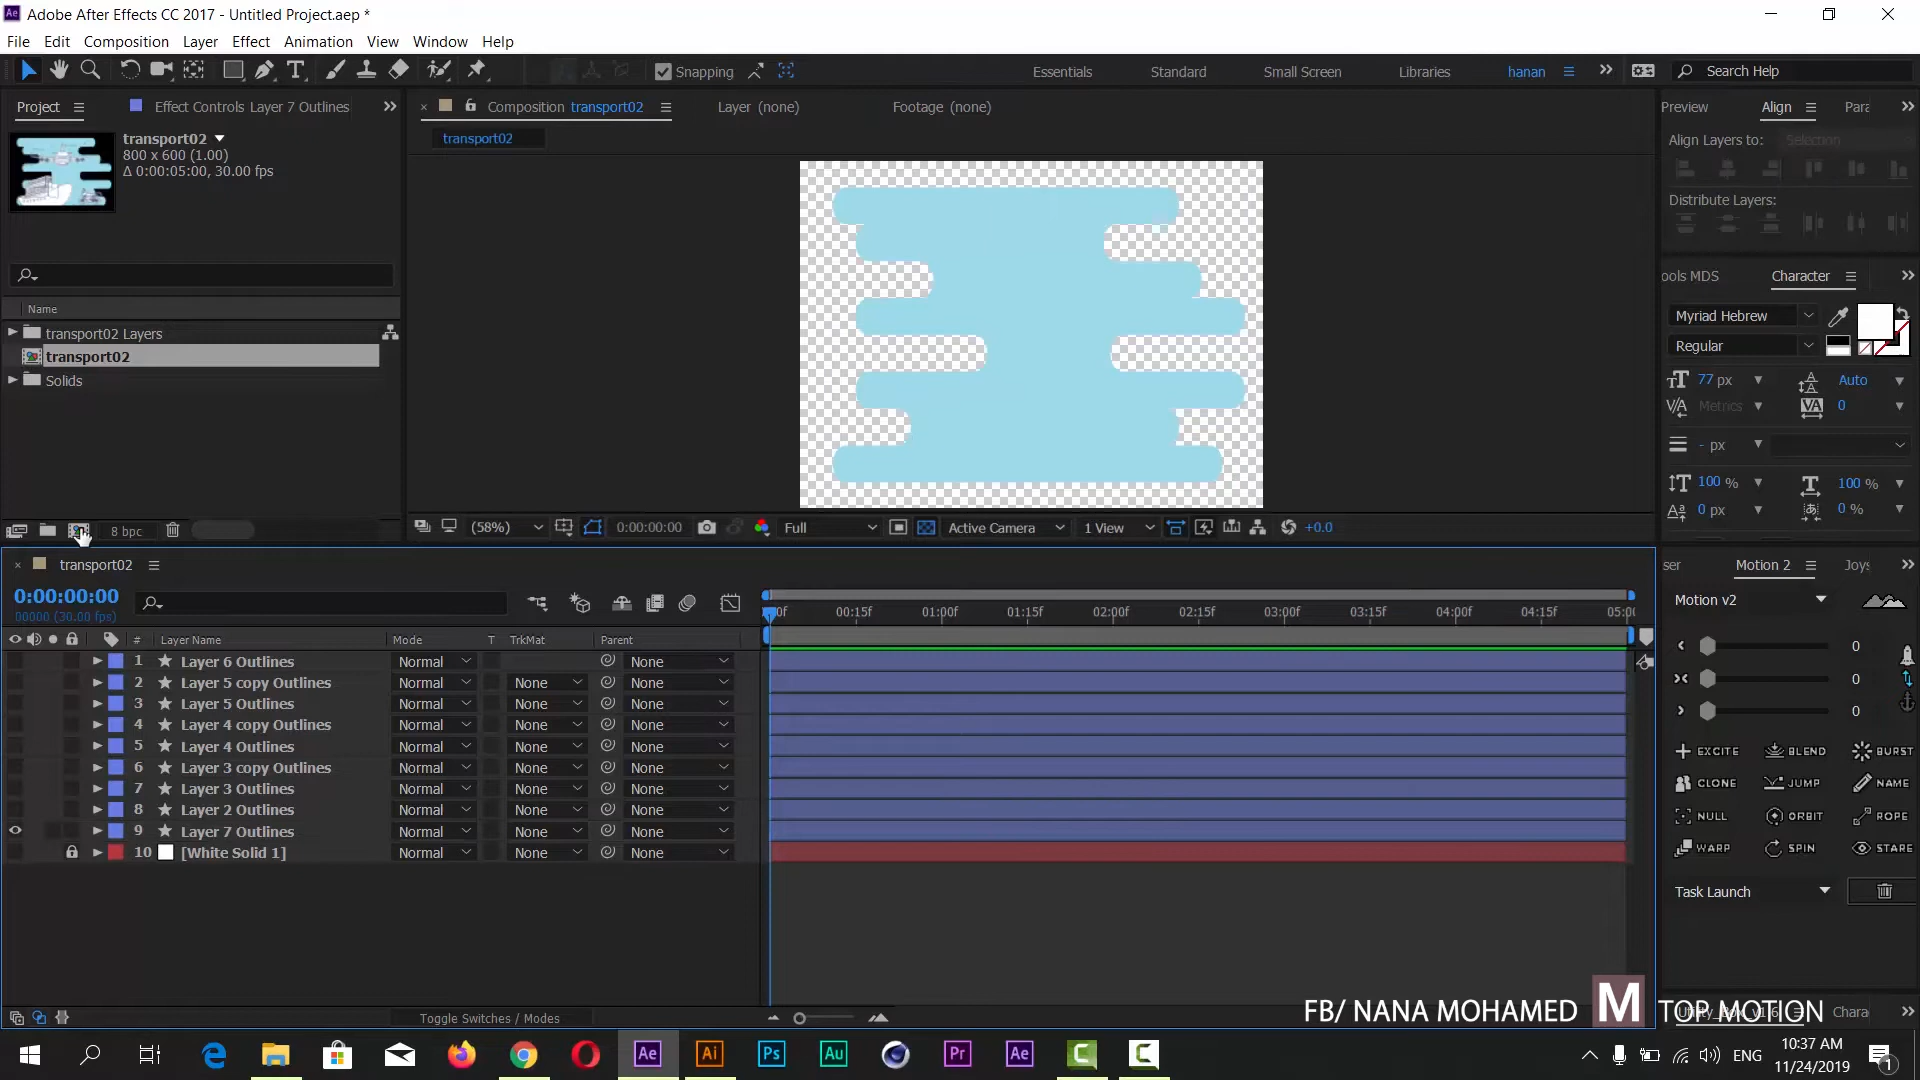 Adobe After Effects CC 2017 - Untitled Project.aep *
File Edit Composition Layer Effect Animation View Window Help
Snapping Essentials Standard Small Screen Libraries hanan Search Help
Project Effect Controls Layer 7 Outlines Composition transport02 Layer (none) Footage (none) Preview Align Para
transport02
800 x 600 (1.00)
Δ 0:00:05:00, 30.00 fps
transport02
Align Layers to: Selection
Distribute Layers:
ools MDS Character
Name
transport02 Layers
transport02
Solids
Myriad Hebrew
Regular
77 px Auto
Metrics 0
- px
100 % 100 %
0 px 0 %
8 bpc
(58%) 0:00:00:00 Full Active Camera 1 View +0.0
transport02
0:00:00:00
00000 (30.00 fps)
00f 00:15f 01:00f 01:15f 02:00f 02:15f 03:00f 03:15f 04:00f 04:15f 05:00
# Layer Name Mode T TrkMat Parent
1 Layer 6 Outlines Normal None
2 Layer 5 copy Outlines Normal None None
3 Layer 5 Outlines Normal None None
4 Layer 4 copy Outlines Normal None None
5 Layer 4 Outlines Normal None None
6 Layer 3 copy Outlines Normal None None
7 Layer 3 Outlines Normal None None
8 Layer 2 Outlines Normal None None
9 Layer 7 Outlines Normal None None
10 [White Solid 1] Normal None None
Toggle Switches / Modes
ser Motion 2 Joys
Motion v2
0
0
0
EXCITE BLEND BURST
CLONE JUMP NAME
NULL ORBIT ROPE
WARP SPIN STARE
Task Launch
FB/ NANA MOHAMED M TOP MOTION
Chara
ENG 10:37 AM
11/24/2019
1